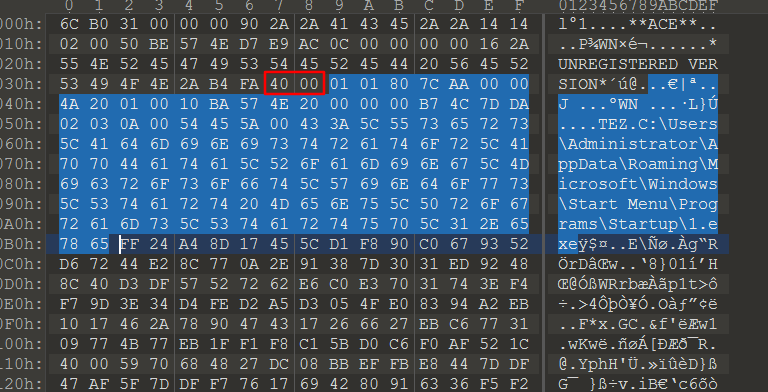 0 1 2 3 4 5 6 7 8 9 A B C D E F 0123456789ABCDEF
000h: 6C B0 31 00 00 00 90 2A 2A 41 43 45 2A 2A 14 14 l°1....**ACE**..
010h: 02 00 50 BE 57 4E D7 E9 AC 0C 00 00 00 00 16 2A ..P¾WN×é¬......*
020h: 55 4E 52 45 47 49 53 54 45 52 45 44 20 56 45 52 UNREGISTERED VER
030h: 53 49 4F 4E 2A B4 FA 40 00 01 01 80 7C AA 00 00 SION*´ú@...€|ª..
040h: 4A 20 01 00 10 BA 57 4E 20 00 00 00 B7 4C 7D DA J ...ºWN ...·L}Ú
050h: 02 03 0A 00 54 45 5A 00 43 3A 5C 55 73 65 72 73 ....TEZ.C:\Users
060h: 5C 41 64 6D 69 6E 69 73 74 72 61 74 6F 72 5C 41 \Administrator\A
070h: 70 70 44 61 74 61 5C 52 6F 61 6D 69 6E 67 5C 4D ppData\Roaming\M
080h: 69 63 72 6F 73 6F 66 74 5C 57 69 6E 64 6F 77 73 icrosoft\Windows
090h: 5C 53 74 61 72 74 20 4D 65 6E 75 5C 50 72 6F 67 \Start Menu\Prog
0A0h: 72 61 6D 73 5C 53 74 61 72 74 75 70 5C 31 2E 65 rams\Startup\1.e
0B0h: 78 65 FF 24 A4 8D 17 45 5C D1 F8 90 C0 67 93 52 xeÿ$¤..E\Ñø.Àg“R
0C0h: D6 72 44 E2 8C 77 0A 2E 91 38 7D 30 31 ED 92 48 ÖrDâŒw..‘8}01í’H
0D0h: 8C 40 D3 DF 57 52 72 62 E6 C0 E3 70 31 74 3E F4 Œ@ÓßWRrbæÀãp1t>ô
0E0h: F7 9D 3E 34 D4 FE D2 A5 D3 05 4F E0 83 94 A2 EB ÷.>4ÔþÒ¥Ó.Oàƒ”¢ë
0F0h: 10 17 46 2A 78 90 47 43 17 26 66 27 EB C6 77 31 ..F*x.GC.&f'ëÆw1
100h: 09 77 4B 77 EB 1F F1 F8 C1 5B D0 C6 F0 AF 52 1C .wKwë.ñøÁ[ÐÆð¯R.
110h: 40 00 59 70 68 48 27 DC 08 BB EF FB E8 44 7D DF @.YphH'Ü.»ïûèD}ß
120h: 47 AF 5F 7D DF F7 76 16 69 42 80 91 63 36 F5 F2 G¯_}ß÷v.iB€‘c6õò